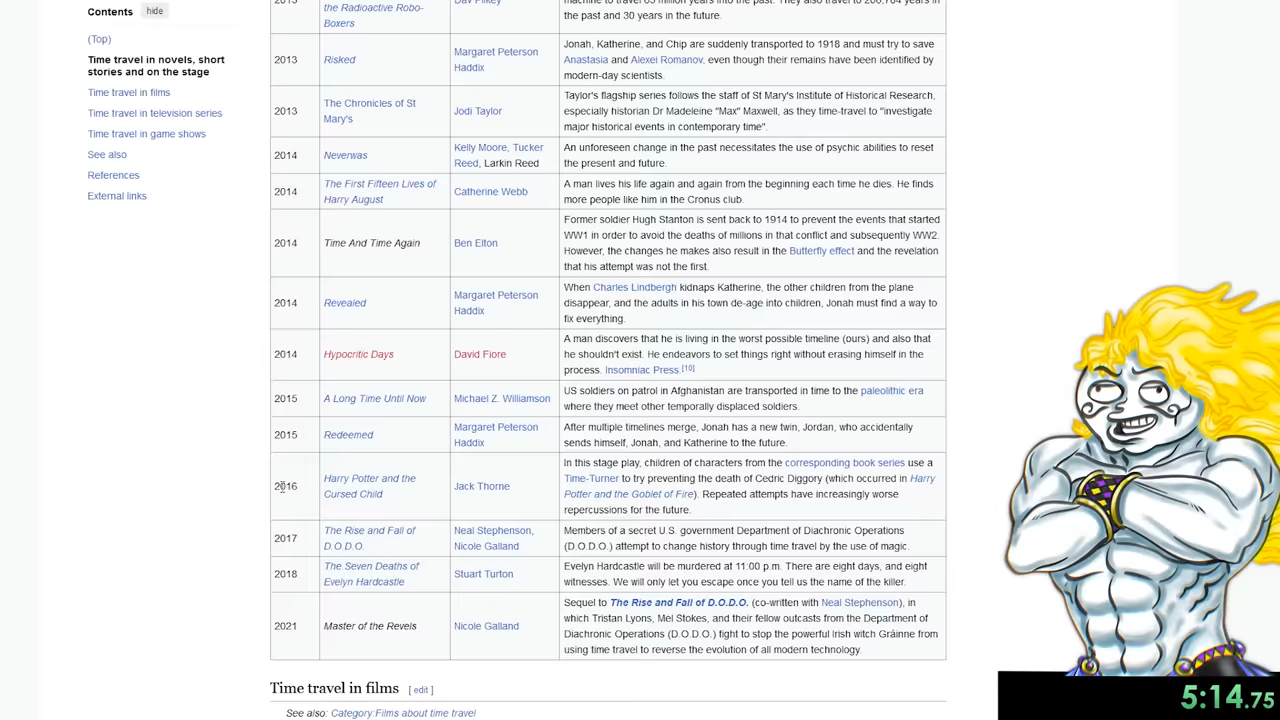 Contents hide
(Top)
Time travel in novels, short
stories and on the stage
Time travel in films
Time travel in television series
Time travel in game shows
See also
References
External links
the Radioactive Robo-
Boxers
the past and 30 years in the future.
2013
Risked
Margaret Peterson
Haddix
Jonah, Katherine, and Chip are suddenly transported to 1918 and must try to save
Anastasia and Alexei Romanov, even though their remains have been identified by
modern-day scientists.
2013
The Chronicles of St
Mary's
Jodi Taylor
Taylor's flagship series follows the staff of St Mary's Institute of Historical Research,
especially historian Dr Madeleine "Max" Maxwell, as they time-travel to "investigate
major historical events in contemporary time".
2014
Neverwas
Kelly Moore, Tucker
Reed, Larkin Reed
An unforeseen change in the past necessitates the use of psychic abilities to reset
the present and future.
2014
The First Fifteen Lives of
Harry August
Catherine Webb
A man lives his life again and again from the beginning each time he dies. He finds
more people like him in the Cronus club.
2014
Time And Time Again
Ben Elton
Former soldier Hugh Stanton is sent back to 1914 to prevent the events that started
WW1 in order to avoid the deaths of millions in that conflict and subsequently WW2.
However, the changes he makes also result in the Butterfly effect and the revelation
that his attempt was not the first.
2014
Revealed
Margaret Peterson
Haddix
When Charles Lindbergh kidnaps Katherine, the other children from the plane
disappear, and the adults in his town de-age into children, Jonah must find a way to
fix everything.
2014
Hypocritic Days
David Fiore
A man discovers that he is living in the worst possible timeline (ours) and also that
he shouldn't exist. He endeavors to set things right without erasing himself in the
process. Insomniac Press.[10]
2015
A Long Time Until Now
Michael Z. Williamson
US soldiers on patrol in Afghanistan are transported in time to the paleolithic era
where they meet other temporally displaced soldiers.
2015
Redeemed
Margaret Peterson
Haddix
After multiple timelines merge, Jonah has a new twin, Jordan, who accidentally
sends himself, Jonah, and Katherine to the future.
2016
Harry Potter and the
Cursed Child
Jack Thorne
In this stage play, children of characters from the corresponding book series use a
Time-Turner to try preventing the death of Cedric Diggory (which occurred in Harry
Potter and the Goblet of Fire). Repeated attempts have increasingly worse
repercussions for the future.
2017
The Rise and Fall of
D.O.D.O.
Neal Stephenson,
Nicole Galland
Members of a secret U.S. government Department of Diachronic Operations
(D.O.D.O.) attempt to change history through time travel by the use of magic.
2018
The Seven Deaths of
Evelyn Hardcastle
Stuart Turton
Evelyn Hardcastle will be murdered at 11:00 p.m. There are eight days, and eight
witnesses. We will only let you escape once you tell us the name of the killer.
2021
Master of the Revels
Nicole Galland
Sequel to The Rise and Fall of D.O.D.O. (co-written with Neal Stephenson), in
which Tristan Lyons, Mel Stokes, and their fellow outcasts from the Department of
Diachronic Operations (D.O.D.O.) fight to stop the powerful Irish witch Gráinne from
using time travel to reverse the evolution of all modern technology.
Time travel in films [ edit ]
See also: Category:Films about time travel
5:14.75